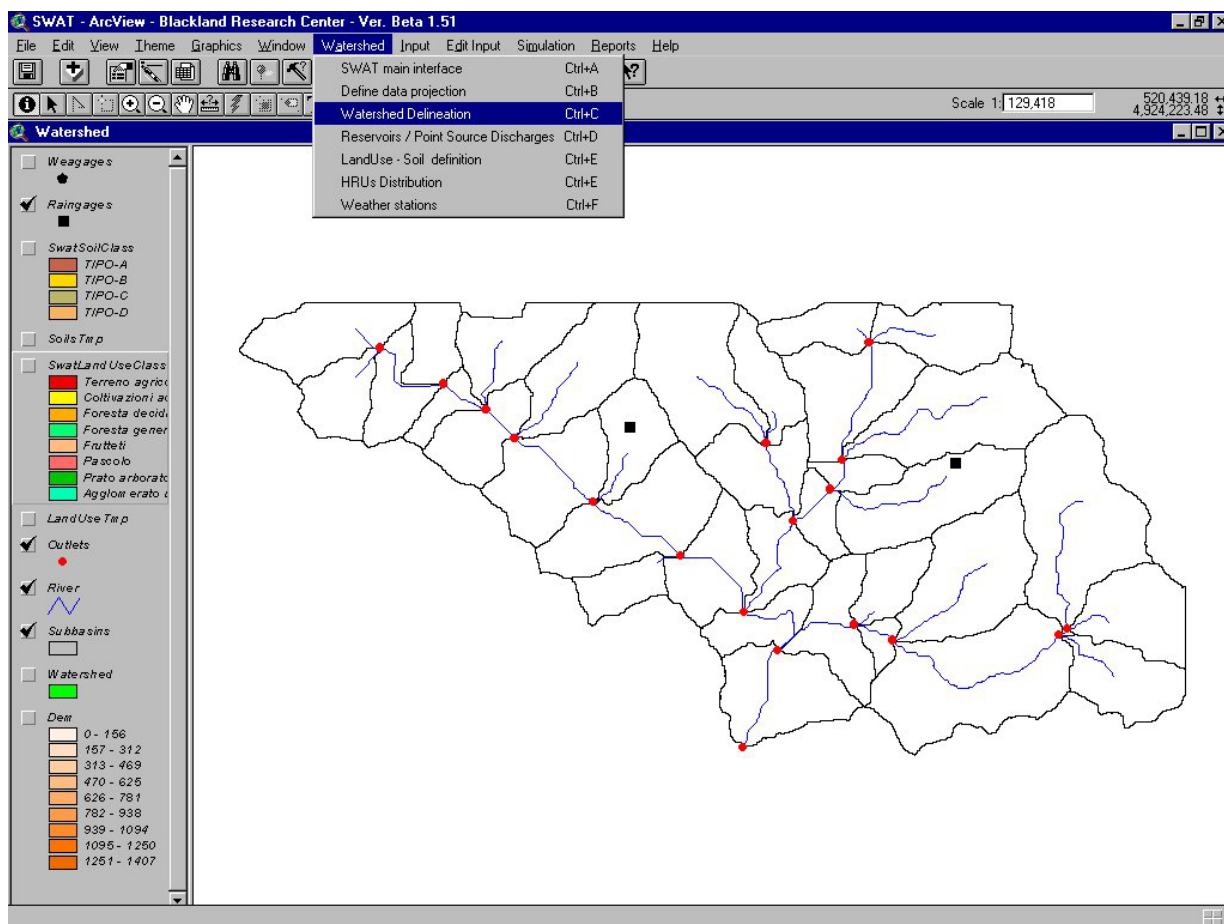 SWAT - ArcView - Blackland Research Center - Ver. Beta 1.51
File Edit View Theme Graphics Window Watershed Input Edit Input Simulation Reports Help
SWAT main interface Ctrl+A
Define data projection Ctrl+B
Watershed Delineation Ctrl+C
Reservoirs / Point Source Discharges Ctrl+D
LandUse - Soil definition Ctrl+E
HRUs Distribution Ctrl+E
Weather stations Ctrl+F
Scale 1: 129,418
520,439.18
4,924,223.48
Watershed
Weagages
Raingages
SwatSoilClass
TIPO-A
TIPO-B
TIPO-C
TIPO-D
SoilsTmp
SwatLandUseClass
Terreno agric
Coltivazioni a
Foresta decid
Foresta gener
Frutteti
Pascolo
Prato arborat
Agglomerato
LandUseTmp
Outlets
River
Subbasins
Watershed
Dem
0 - 156
157 - 312
313 - 469
470 - 625
626 - 781
782 - 938
939 - 1094
1095 - 1250
1251 - 1407